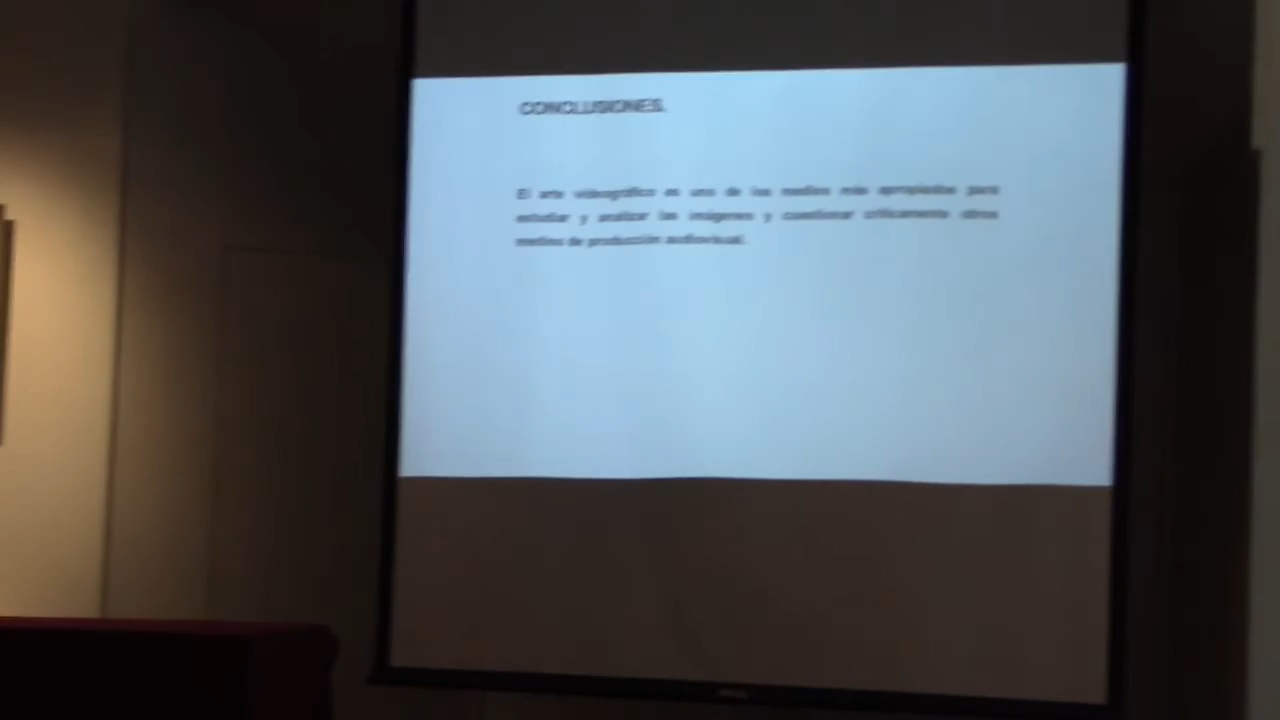 CONCLUSIONES.
El arte videográfico es uno de los medios más apropiados para
estudiar y analizar las imágenes y cuestionar críticamente otros
medios de producción audiovisual.